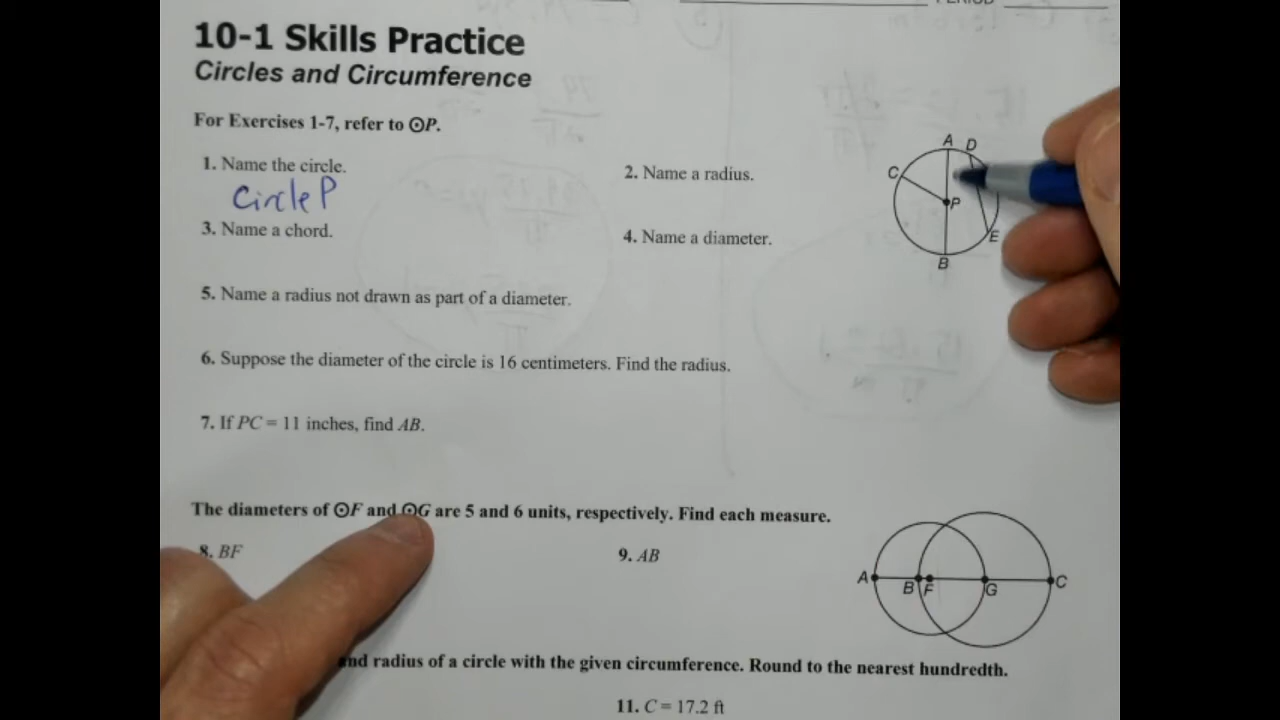 10-1 Skills Practice
Circles and Circumference
For Exercises 1-7, refer to ⊙P.
1. Name the circle.
Circle P
2. Name a radius.
3. Name a chord.
4. Name a diameter.
A D
C
P
E
B
5. Name a radius not drawn as part of a diameter.
6. Suppose the diameter of the circle is 16 centimeters. Find the radius.
7. If PC = 11 inches, find AB.
The diameters of ⊙F and ⊙G are 5 and 6 units, respectively. Find each measure.
8. BF
9. AB
A B F G C
and radius of a circle with the given circumference. Round to the nearest hundredth.
11. C = 17.2 ft